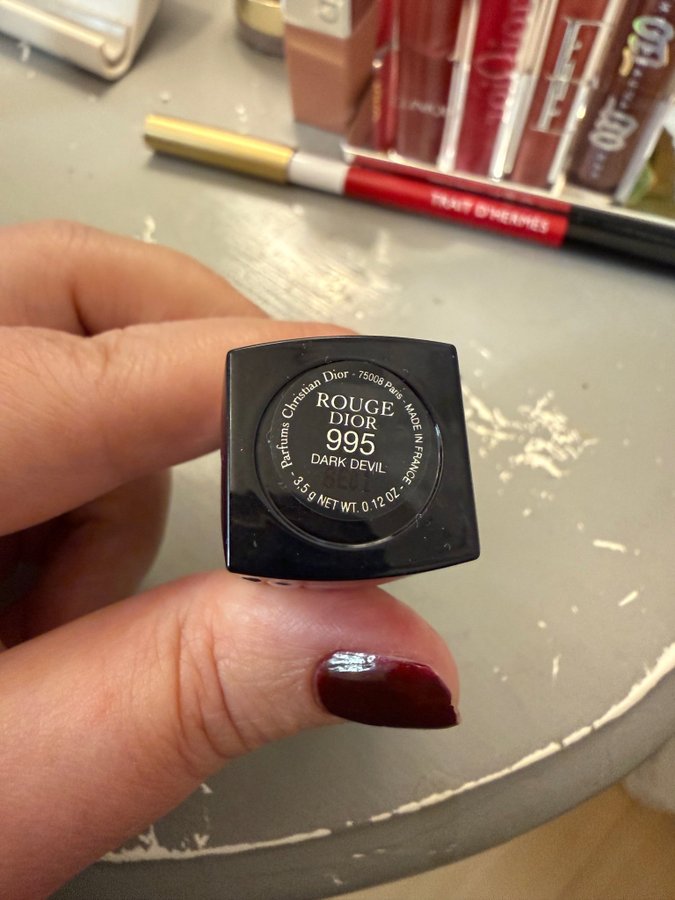 TRAIT D'HERMÈS
Parfums Christian Dior - 75008 Paris - MADE IN FRANCE -
3,5 g NET WT. 0.12 OZ -
ROUGE
DIOR
995
DARK DEVIL